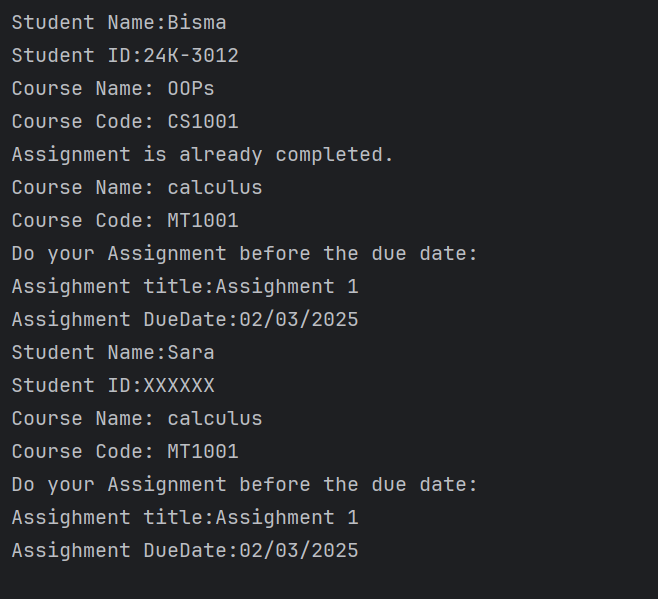 Student Name:Bisma
Student ID:24K-3012
Course Name: OOPs
Course Code: CS1001
Assignment is already completed.
Course Name: calculus
Course Code: MT1001
Do your Assignment before the due date:
Assighment title:Assighment 1
Assighment DueDate:02/03/2025
Student Name:Sara
Student ID:XXXXXX
Course Name: calculus
Course Code: MT1001
Do your Assignment before the due date:
Assighment title:Assighment 1
Assighment DueDate:02/03/2025